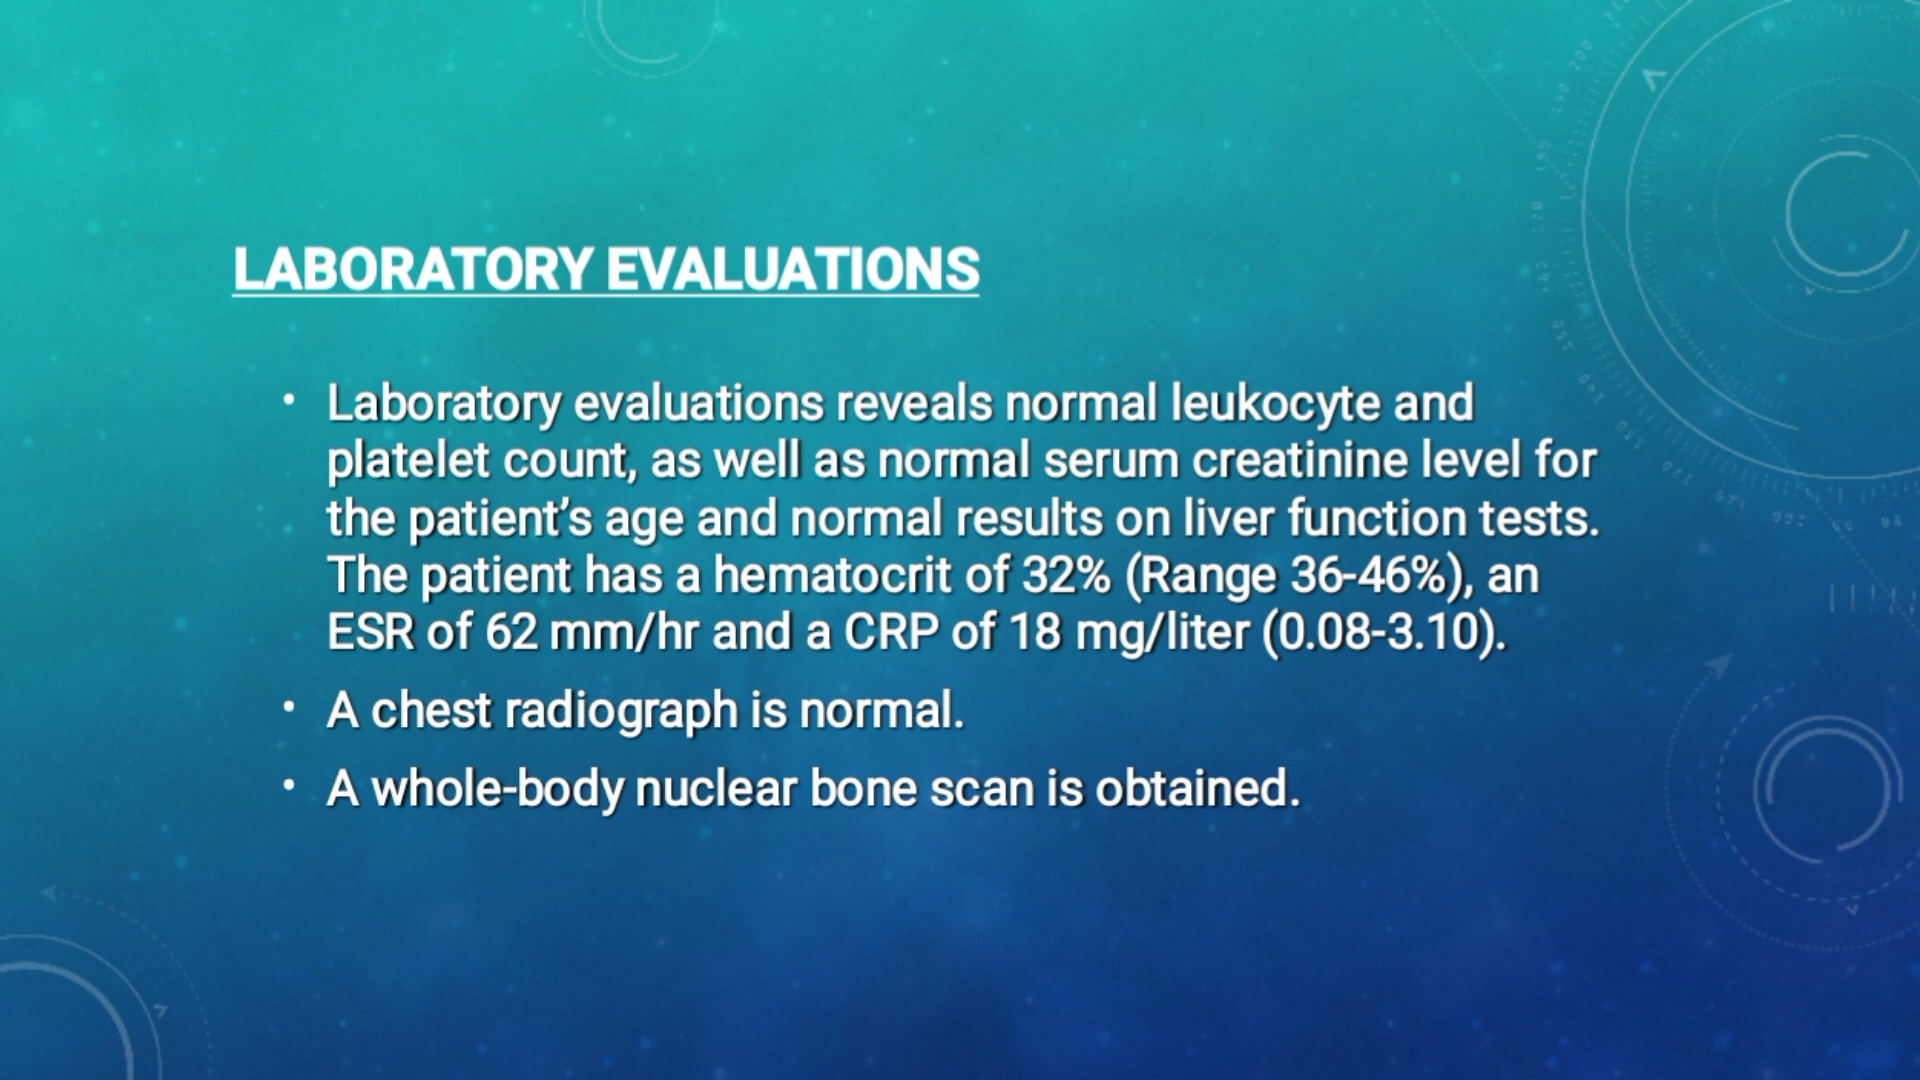 LABORATORY EVALUATIONS
• Laboratory evaluations reveals normal leukocyte and
platelet count, as well as normal serum creatinine level for
the patient’s age and normal results on liver function tests.
The patient has a hematocrit of 32% (Range 36-46%), an
ESR of 62 mm/hr and a CRP of 18 mg/liter (0.08-3.10).
• A chest radiograph is normal.
• A whole-body nuclear bone scan is obtained.